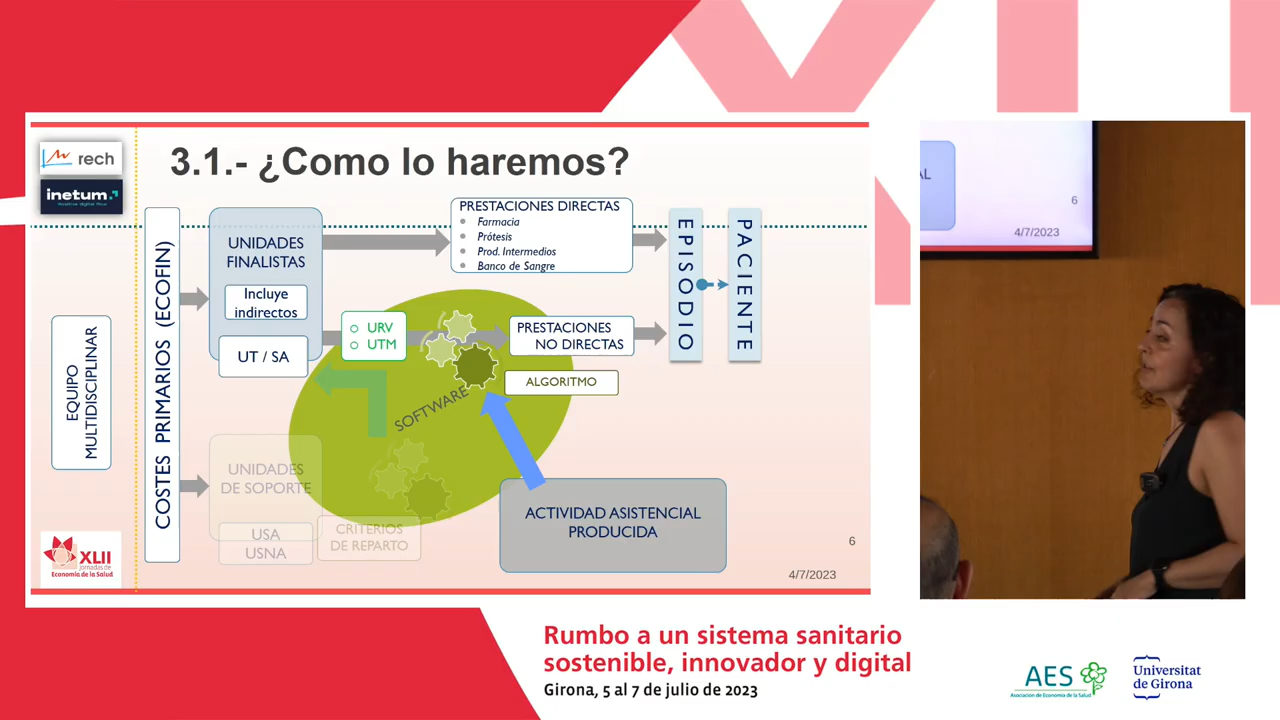 rech
inetum
3.1.- ¿Como lo haremos?
EQUIPO
MULTIDISCIPLINAR
COSTES PRIMARIOS (ECOFIN)
UNIDADES
FINALISTAS
Incluye
indirectos
UT / SA
PRESTACIONES DIRECTAS
Farmacia
Prótesis
Prod. Intermedios
Banco de Sangre
URV
UTM
PRESTACIONES
NO DIRECTAS
ALGORITMO
SOFTWARE
EPISODIO
PACIENTE
UNIDADES
DE SOPORTE
USA
USNA
CRITERIOS
DE REPARTO
ACTIVIDAD ASISTENCIAL
PRODUCIDA
6
4/7/2023
XLII
Jornadas de
Economía de la Salud
AL
6
4/7/2023
XII
Rumbo a un sistema sanitario
sostenible, innovador y digital
Girona, 5 al 7 de julio de 2023
AES
Asociación de Economía de la Salud
Universitat
de Girona